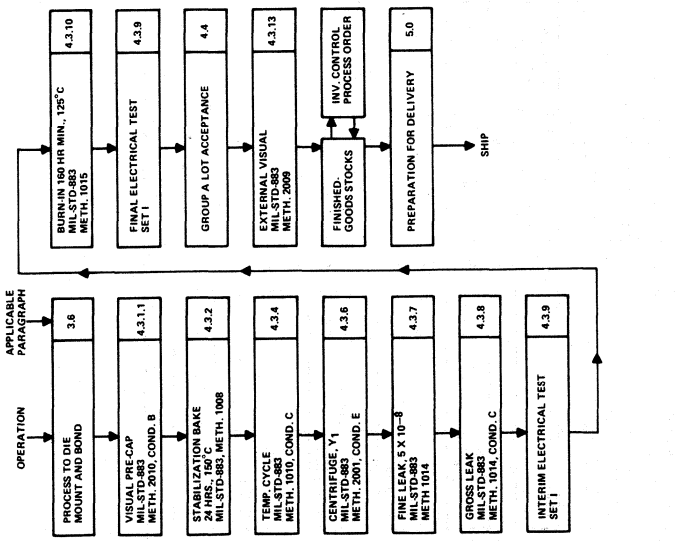 OPERATION
APPLICABLE
PARAGRAPH
PROCESS TO DIE
MOUNT AND BOND
3.6
VISUAL PRE-CAP
MIL-STD-883
METH. 2010, COND. B
4.3.1.1
STABILIZATION BAKE
24 HRS., 150°C
MIL-STD-883, METH. 1008
4.3.2
TEMP. CYCLE
MIL-STD-883
METH. 1010, COND. C
4.3.4
CENTRIFUGE, Y1
MIL-STD-883
METH. 2001, COND. E
4.3.6
FINE LEAK, 5 X 10–8
MIL-STD-883
METH 1014
4.3.7
GROSS LEAK
MIL-STD-883
METH. 1014, COND. C
4.3.8
INTERIM ELECTRICAL TEST
SET I
4.3.9
BURN-IN 160 HR MIN., 125°C
MIL-STD-883
METH. 1015
4.3.10
FINAL ELECTRICAL TEST
SET I
4.3.9
GROUP A LOT ACCEPTANCE
4.4
EXTERNAL VISUAL
MIL-STD-883
METH. 2009
4.3.13
FINISHED-
GOODS STOCKS
INV. CONTROL
PROCESS ORDER
PREPARATION FOR DELIVERY
5.0
SHIP